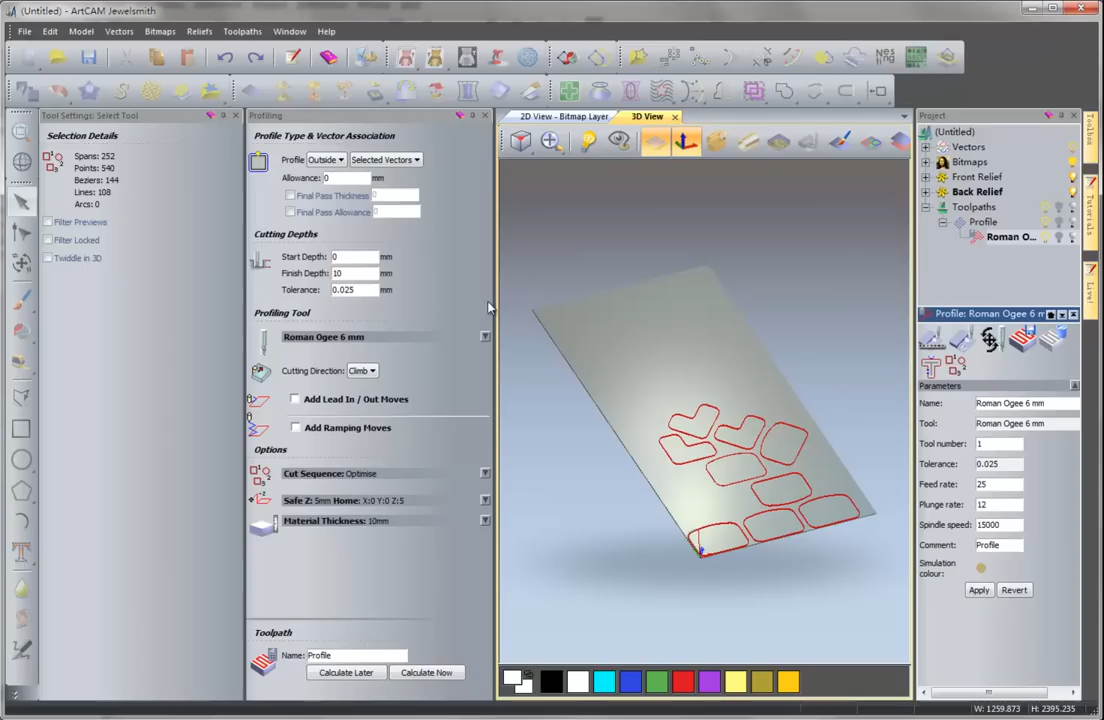 (Untitled) - ArtCAM Jewelsmith
File Edit Model Vectors Bitmaps Reliefs Toolpaths Window Help
Tool Settings: Select Tool
Selection Details
Spans: 252
Points: 540
Beziers: 144
Lines: 108
Arcs: 0
Filter Previews
Filter Locked
Twiddle in 3D
Profiling
Profile Type & Vector Association
Profile Outside Selected Vectors
Allowance: 0 mm
Final Pass Thickness 0
Final Pass Allowance 0
Cutting Depths
Start Depth: 0 mm
Finish Depth: 10 mm
Tolerance: 0.025 mm
Profiling Tool
Roman Ogee 6 mm
Cutting Direction: Climb
Add Lead In / Out Moves
Add Ramping Moves
Options
Cut Sequence: Optimise
Safe Z: 5mm Home: X:0 Y:0 Z:5
Material Thickness: 10mm
Toolpath
Name: Profile
Calculate Later Calculate Now
2D View - Bitmap Layer 3D View
Project
(Untitled)
Vectors
Bitmaps
Front Relief
Back Relief
Toolpaths
Profile
Roman O...
Profile: Roman Ogee 6 m
Parameters
Name: Roman Ogee 6 mm
Tool: Roman Ogee 6 mm
Tool number: 1
Tolerance: 0.025
Feed rate: 25
Plunge rate: 12
Spindle speed: 15000
Comment: Profile
Simulation
colour:
Apply Revert
Toolbox
Tutorials
Live!
W: 1259.873 H: 2395.235